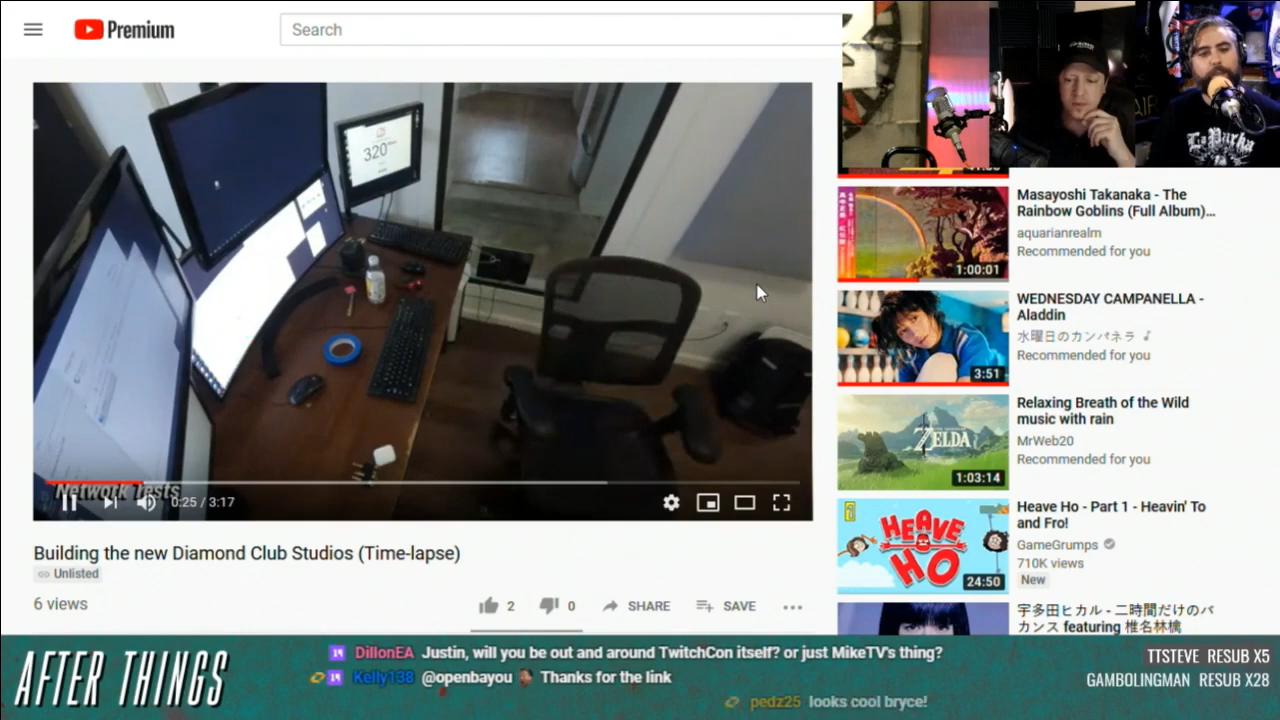 Premium
Search
320
Network Tests
0:25 / 3:17
Building the new Diamond Club Studios (Time-lapse)
Unlisted
6 views
2
0
SHARE
SAVE
Masayoshi Takanaka - The
Rainbow Goblins (Full Album)...
aquarianrealm
Recommended for you
1:00:01
WEDNESDAY CAMPANELLA -
Aladdin
水曜日のカンパネラ ♪
Recommended for you
3:51
Relaxing Breath of the Wild
music with rain
MrWeb20
Recommended for you
ZELDA
1:03:14
Heave Ho - Part 1 - Heavin' To
and Fro!
GameGrumps
710K views
New
HEAVE
HO
24:50
宇多田ヒカル - 二時間だけのバ
カンス featuring 椎名林檎
AFTER THINGS
DillonEA Justin, will you be out and around TwitchCon itself? or just MikeTV's thing?
Kelly138 @openbayou Thanks for the link
pedz25 looks cool bryce!
TTSTEVE RESUB X5
GAMBOLINGMAN RESUB X28